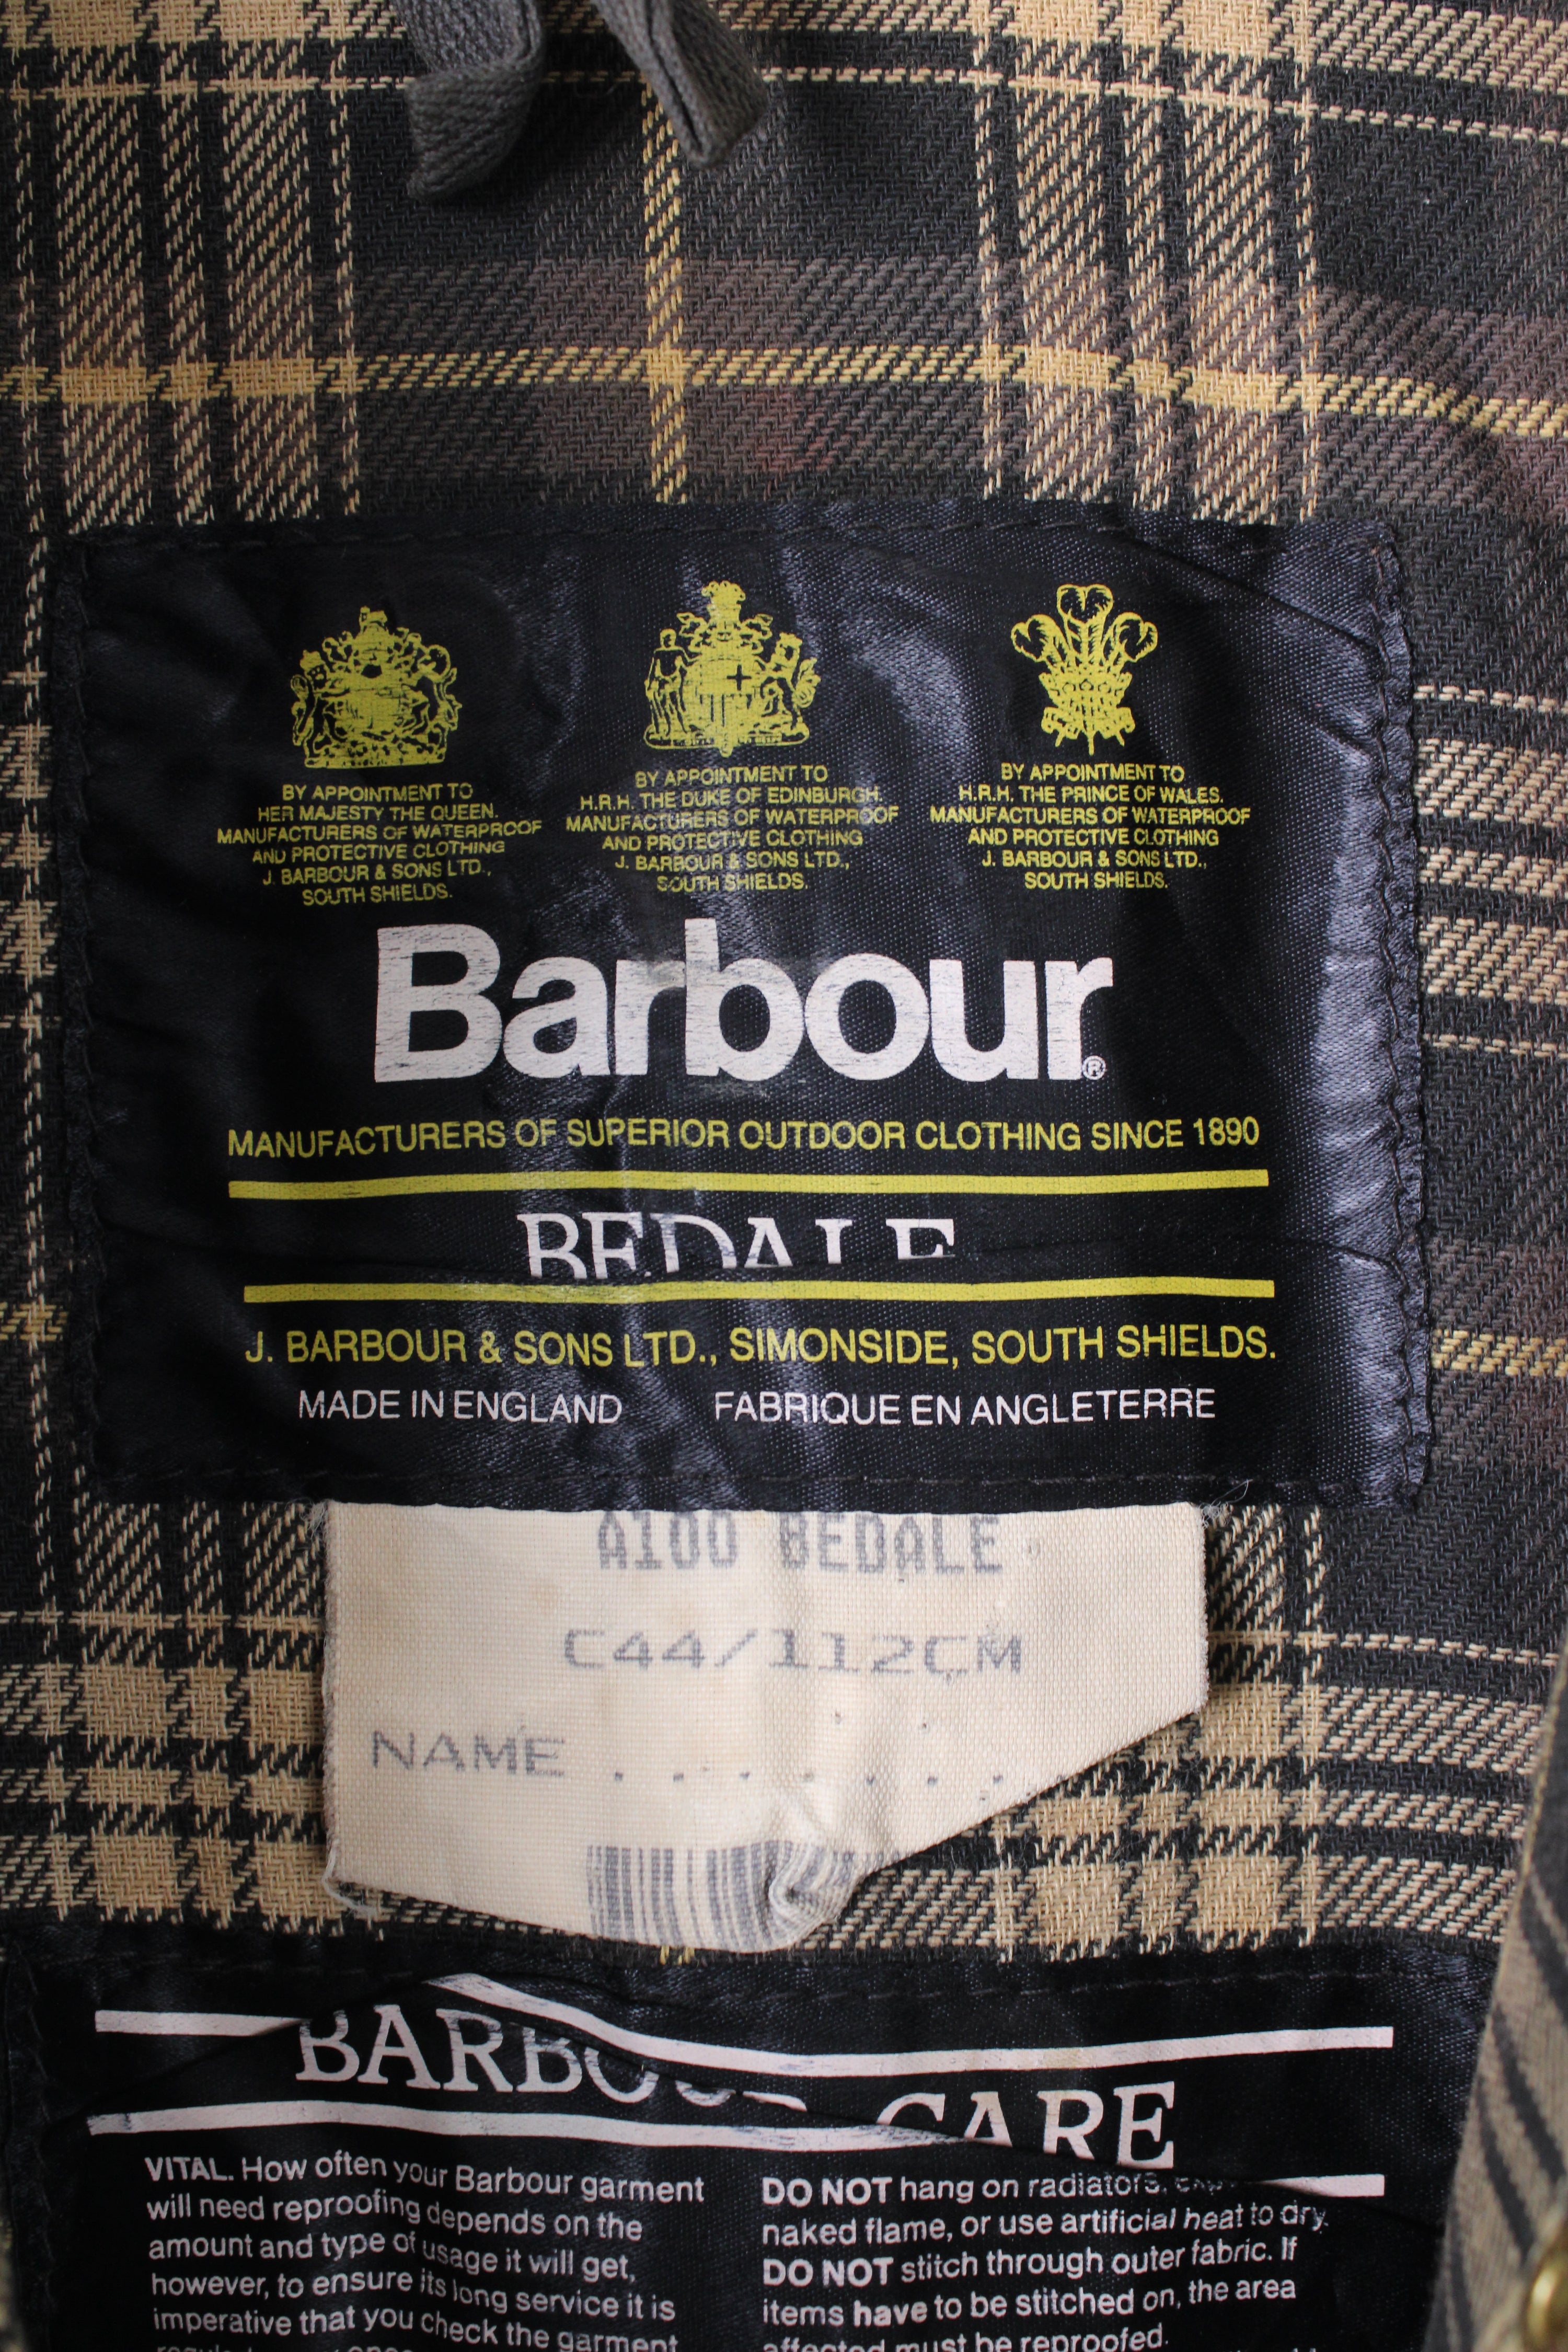 BY APPOINTMENT TO
HER MAJESTY THE QUEEN.
MANUFACTURERS OF WATERPROOF
AND PROTECTIVE CLOTHING
J. BARBOUR & SONS LTD.,
SOUTH SHIELDS.
BY APPOINTMENT TO
H.R.H. THE DUKE OF EDINBURGH.
MANUFACTURERS OF WATERPROOF
AND PROTECTIVE CLOTHING
J. BARBOUR & SONS LTD.,
SOUTH SHIELDS.
BY APPOINTMENT TO
H.R.H. THE PRINCE OF WALES.
MANUFACTURERS OF WATERPROOF
AND PROTECTIVE CLOTHING
J. BARBOUR & SONS LTD.,
SOUTH SHIELDS.
Barbour®
MANUFACTURERS OF SUPERIOR OUTDOOR CLOTHING SINCE 1890
BEDALE
J. BARBOUR & SONS LTD., SIMONSIDE, SOUTH SHIELDS.
MADE IN ENGLAND FABRIQUE EN ANGLETERRE
A100 BEDALE
C44/112CM
NAME . . . . . . .
BARBOUR CARE
VITAL. How often your Barbour garment
will need reproofing depends on the
amount and type of usage it will get,
however, to ensure its long service it is
imperative that you check the garment
DO NOT hang on radiators,
naked flame, or use artificial heat to dry.
DO NOT stitch through outer fabric. If
items have to be stitched on, the area
affected must be reproofed.